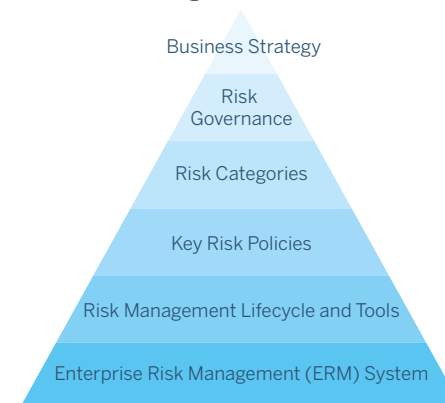 Business Strategy
Risk
Governance
Risk Categories
Key Risk Policies
Risk Management Lifecycle and Tools
Enterprise Risk Management (ERM) System